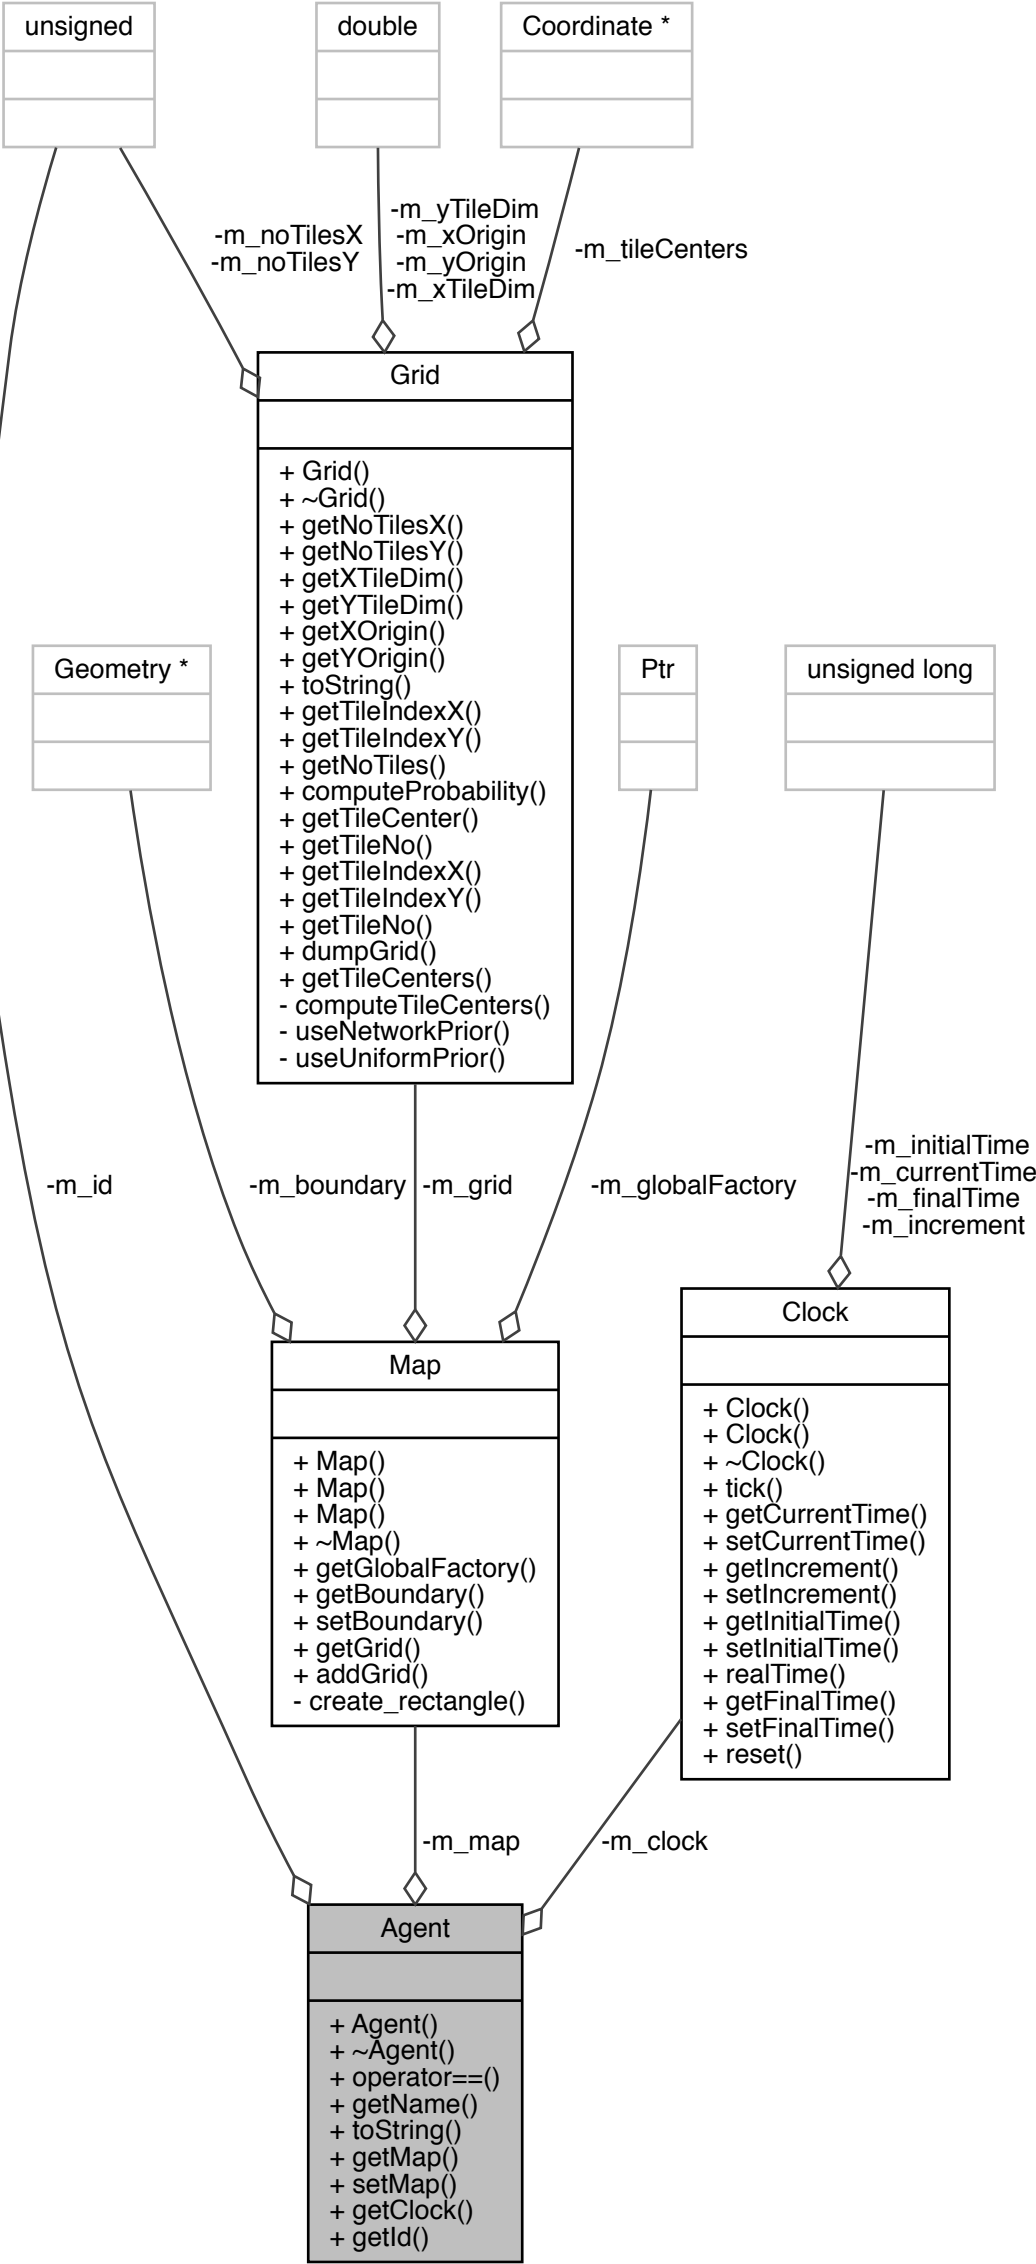 unsigned
double
Coordinate *
-m_noTilesX
-m_noTilesY
-m_yTileDim
-m_xOrigin
-m_yOrigin
-m_xTileDim
-m_tileCenters
Grid
+ Grid()
+ ~Grid()
+ getNoTilesX()
+ getNoTilesY()
+ getXTileDim()
+ getYTileDim()
+ getXOrigin()
+ getYOrigin()
+ toString()
+ getTileIndexX()
+ getTileIndexY()
+ getNoTiles()
+ computeProbability()
+ getTileCenter()
+ getTileNo()
+ getTileIndexX()
+ getTileIndexY()
+ getTileNo()
+ dumpGrid()
+ getTileCenters()
- computeTileCenters()
- useNetworkPrior()
- useUniformPrior()
Geometry *
Ptr
unsigned long
-m_id
-m_boundary
-m_grid
-m_globalFactory
-m_initialTime
-m_currentTime
-m_finalTime
-m_increment
Map
+ Map()
+ Map()
+ Map()
+ ~Map()
+ getGlobalFactory()
+ getBoundary()
+ setBoundary()
+ getGrid()
+ addGrid()
- create_rectangle()
Clock
+ Clock()
+ Clock()
+ ~Clock()
+ tick()
+ getCurrentTime()
+ setCurrentTime()
+ getIncrement()
+ setIncrement()
+ getInitialTime()
+ setInitialTime()
+ realTime()
+ getFinalTime()
+ setFinalTime()
+ reset()
-m_map
-m_clock
Agent
+ Agent()
+ ~Agent()
+ operator==()
+ getName()
+ toString()
+ getMap()
+ setMap()
+ getClock()
+ getId()